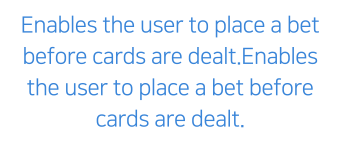 Enables the user to place a bet
before cards are dealt.Enables
the user to place a bet before
cards are dealt.